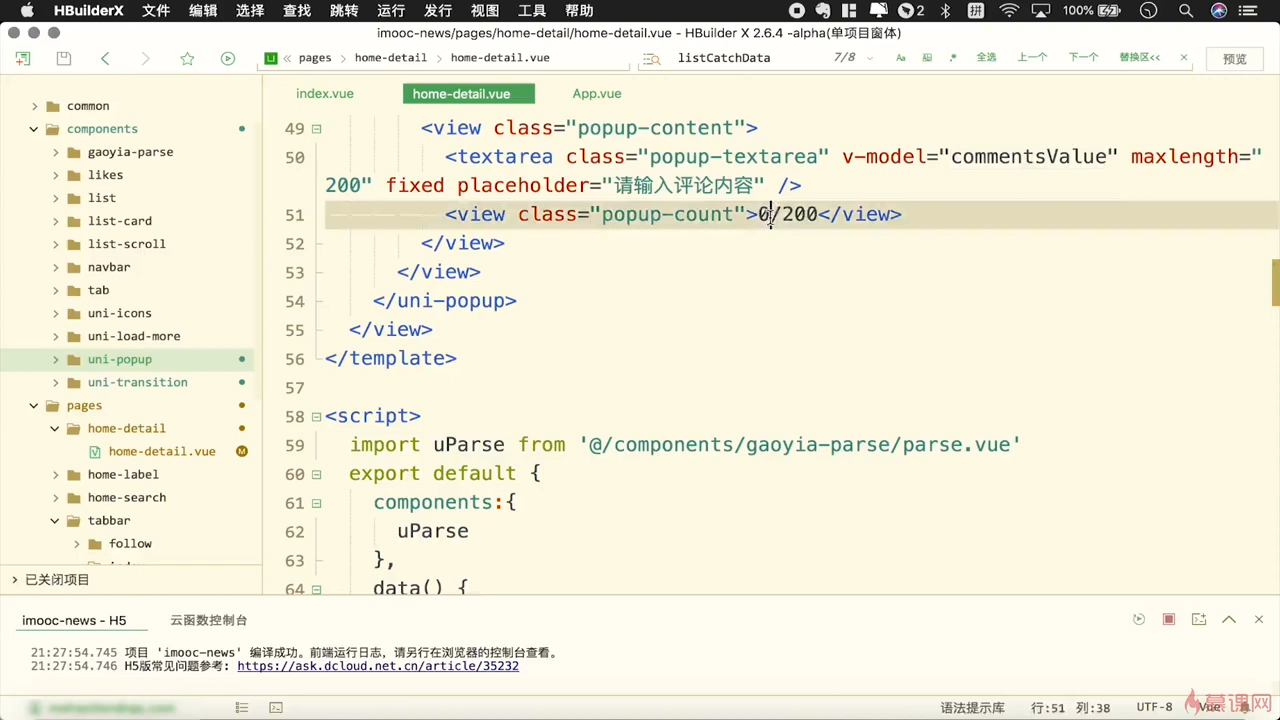 HBuilderX 文件 编辑 选择 查找 跳转 运行 发行 视图 工具 帮助 2 拼 100%
imooc-news/pages/home-detail/home-detail.vue - HBuilder X 2.6.4 -alpha(单项目窗体)
U « pages › home-detail › home-detail.vue listCatchData 7/8 Aa .* 全选 上一个 下一个 替换区<< × 预览
index.vue home-detail.vue App.vue
common
components
gaoyia-parse
likes
list
list-card
list-scroll
navbar
tab
uni-icons
uni-load-more
uni-popup
uni-transition
pages
home-detail
home-detail.vue M
home-label
home-search
tabbar
follow
已关闭项目
49 <view class="popup-content">
50 <textarea class="popup-textarea" v-model="commentsValue" maxlength="
200" fixed placeholder="请输入评论内容" />
51 <view class="popup-count">0/200</view>
52 </view>
53 </view>
54 </uni-popup>
55 </view>
56 </template>
57
58 <script>
59 import uParse from '@/components/gaoyia-parse/parse.vue'
60 export default {
61 components:{
62 uParse
63 },
64 data() {
imooc-news - H5 云函数控制台
21:27:54.745 项目 'imooc-news' 编译成功。前端运行日志，请另行在浏览器的控制台查看。
21:27:54.746 H5版常见问题参考: https://ask.dcloud.net.cn/article/35232
语法提示库 行:51 列:38 UTF-8 Vue
慕课网